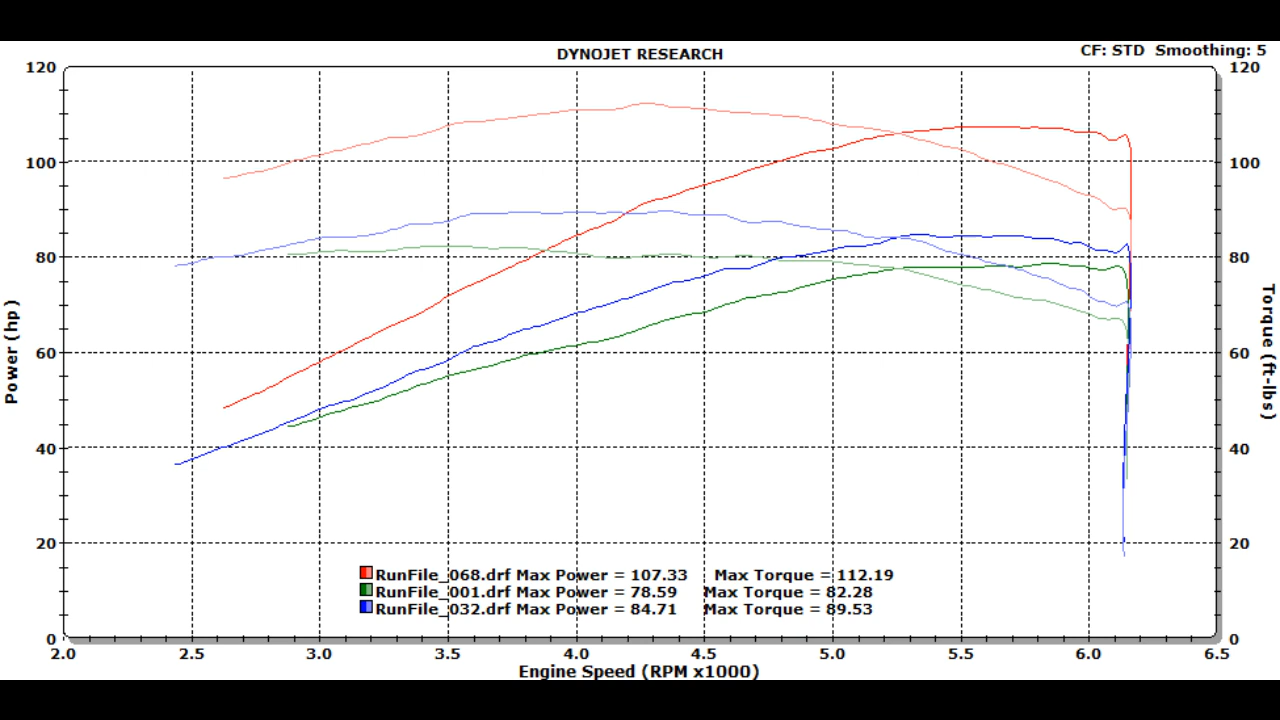 DYNOJET RESEARCH
CF: STD Smoothing: 5
120
100
80
60
40
20
0
Power (hp)
120
100
80
60
40
20
0
Torque (ft-lbs)
RunFile_068.drf Max Power = 107.33 Max Torque = 112.19
RunFile_001.drf Max Power = 78.59 Max Torque = 82.28
RunFile_032.drf Max Power = 84.71 Max Torque = 89.53
2.0 2.5 3.0 3.5 4.0 4.5 5.0 5.5 6.0 6.5
Engine Speed (RPM x1000)